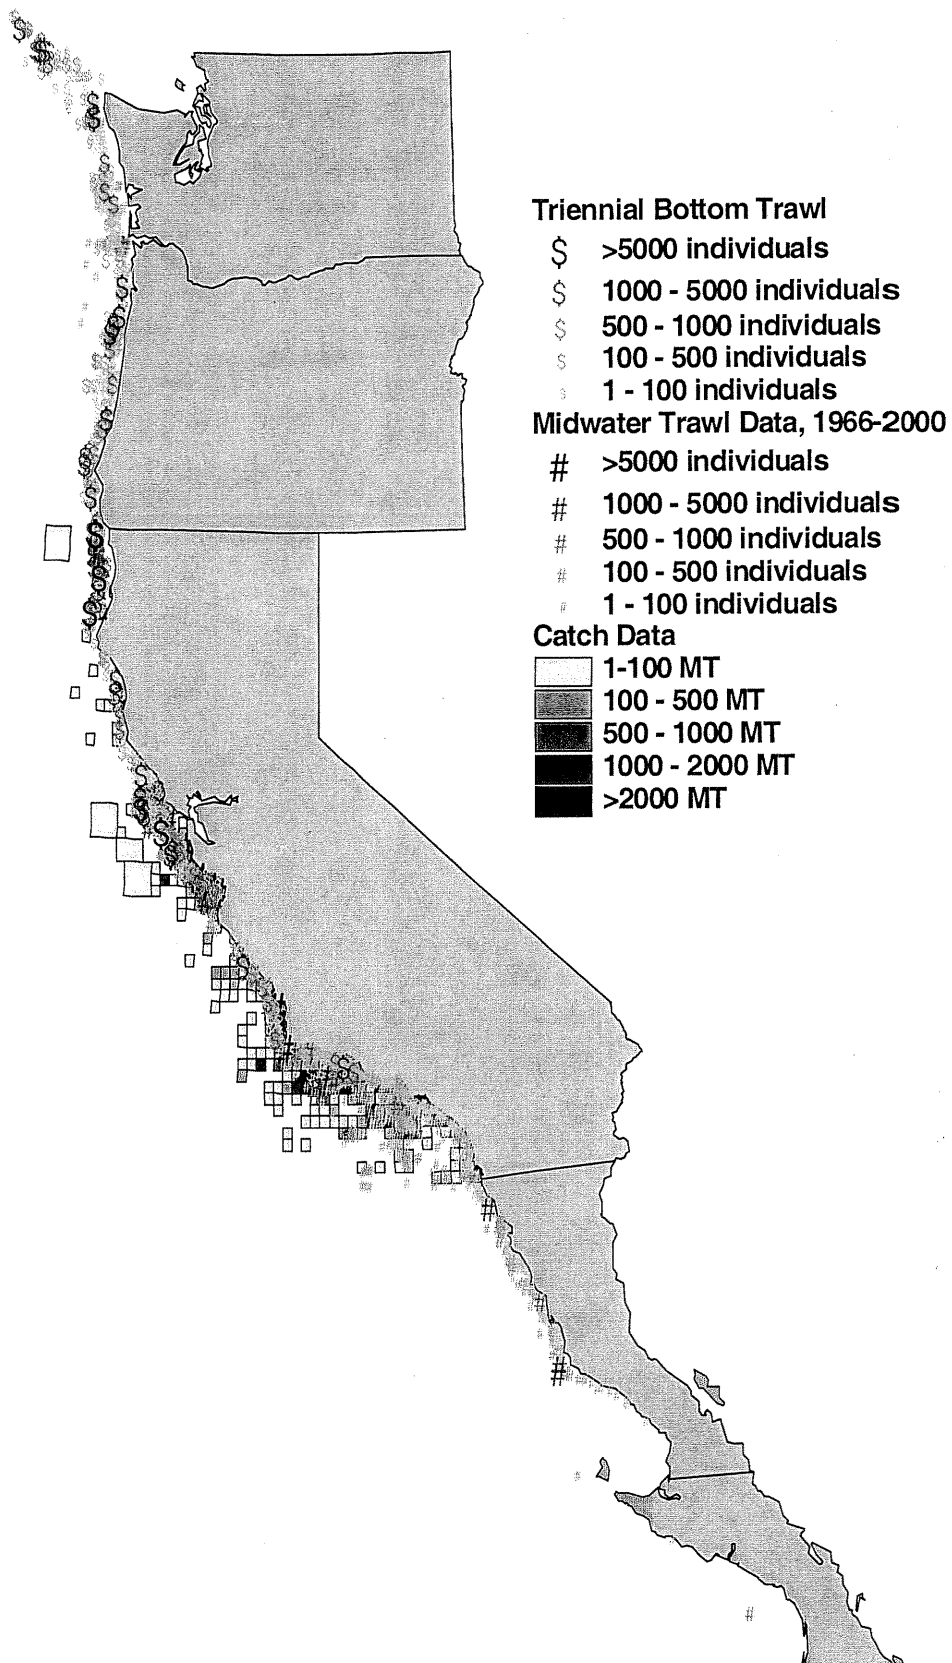 Triennial Bottom Trawl
$ >5000 individuals
$ 1000 - 5000 individuals
$ 500 - 1000 individuals
$ 100 - 500 individuals
$ 1 - 100 individuals
Midwater Trawl Data, 1966-2000
# >5000 individuals
# 1000 - 5000 individuals
# 500 - 1000 individuals
# 100 - 500 individuals
# 1 - 100 individuals
Catch Data
1-100 MT
100 - 500 MT
500 - 1000 MT
1000 - 2000 MT
>2000 MT